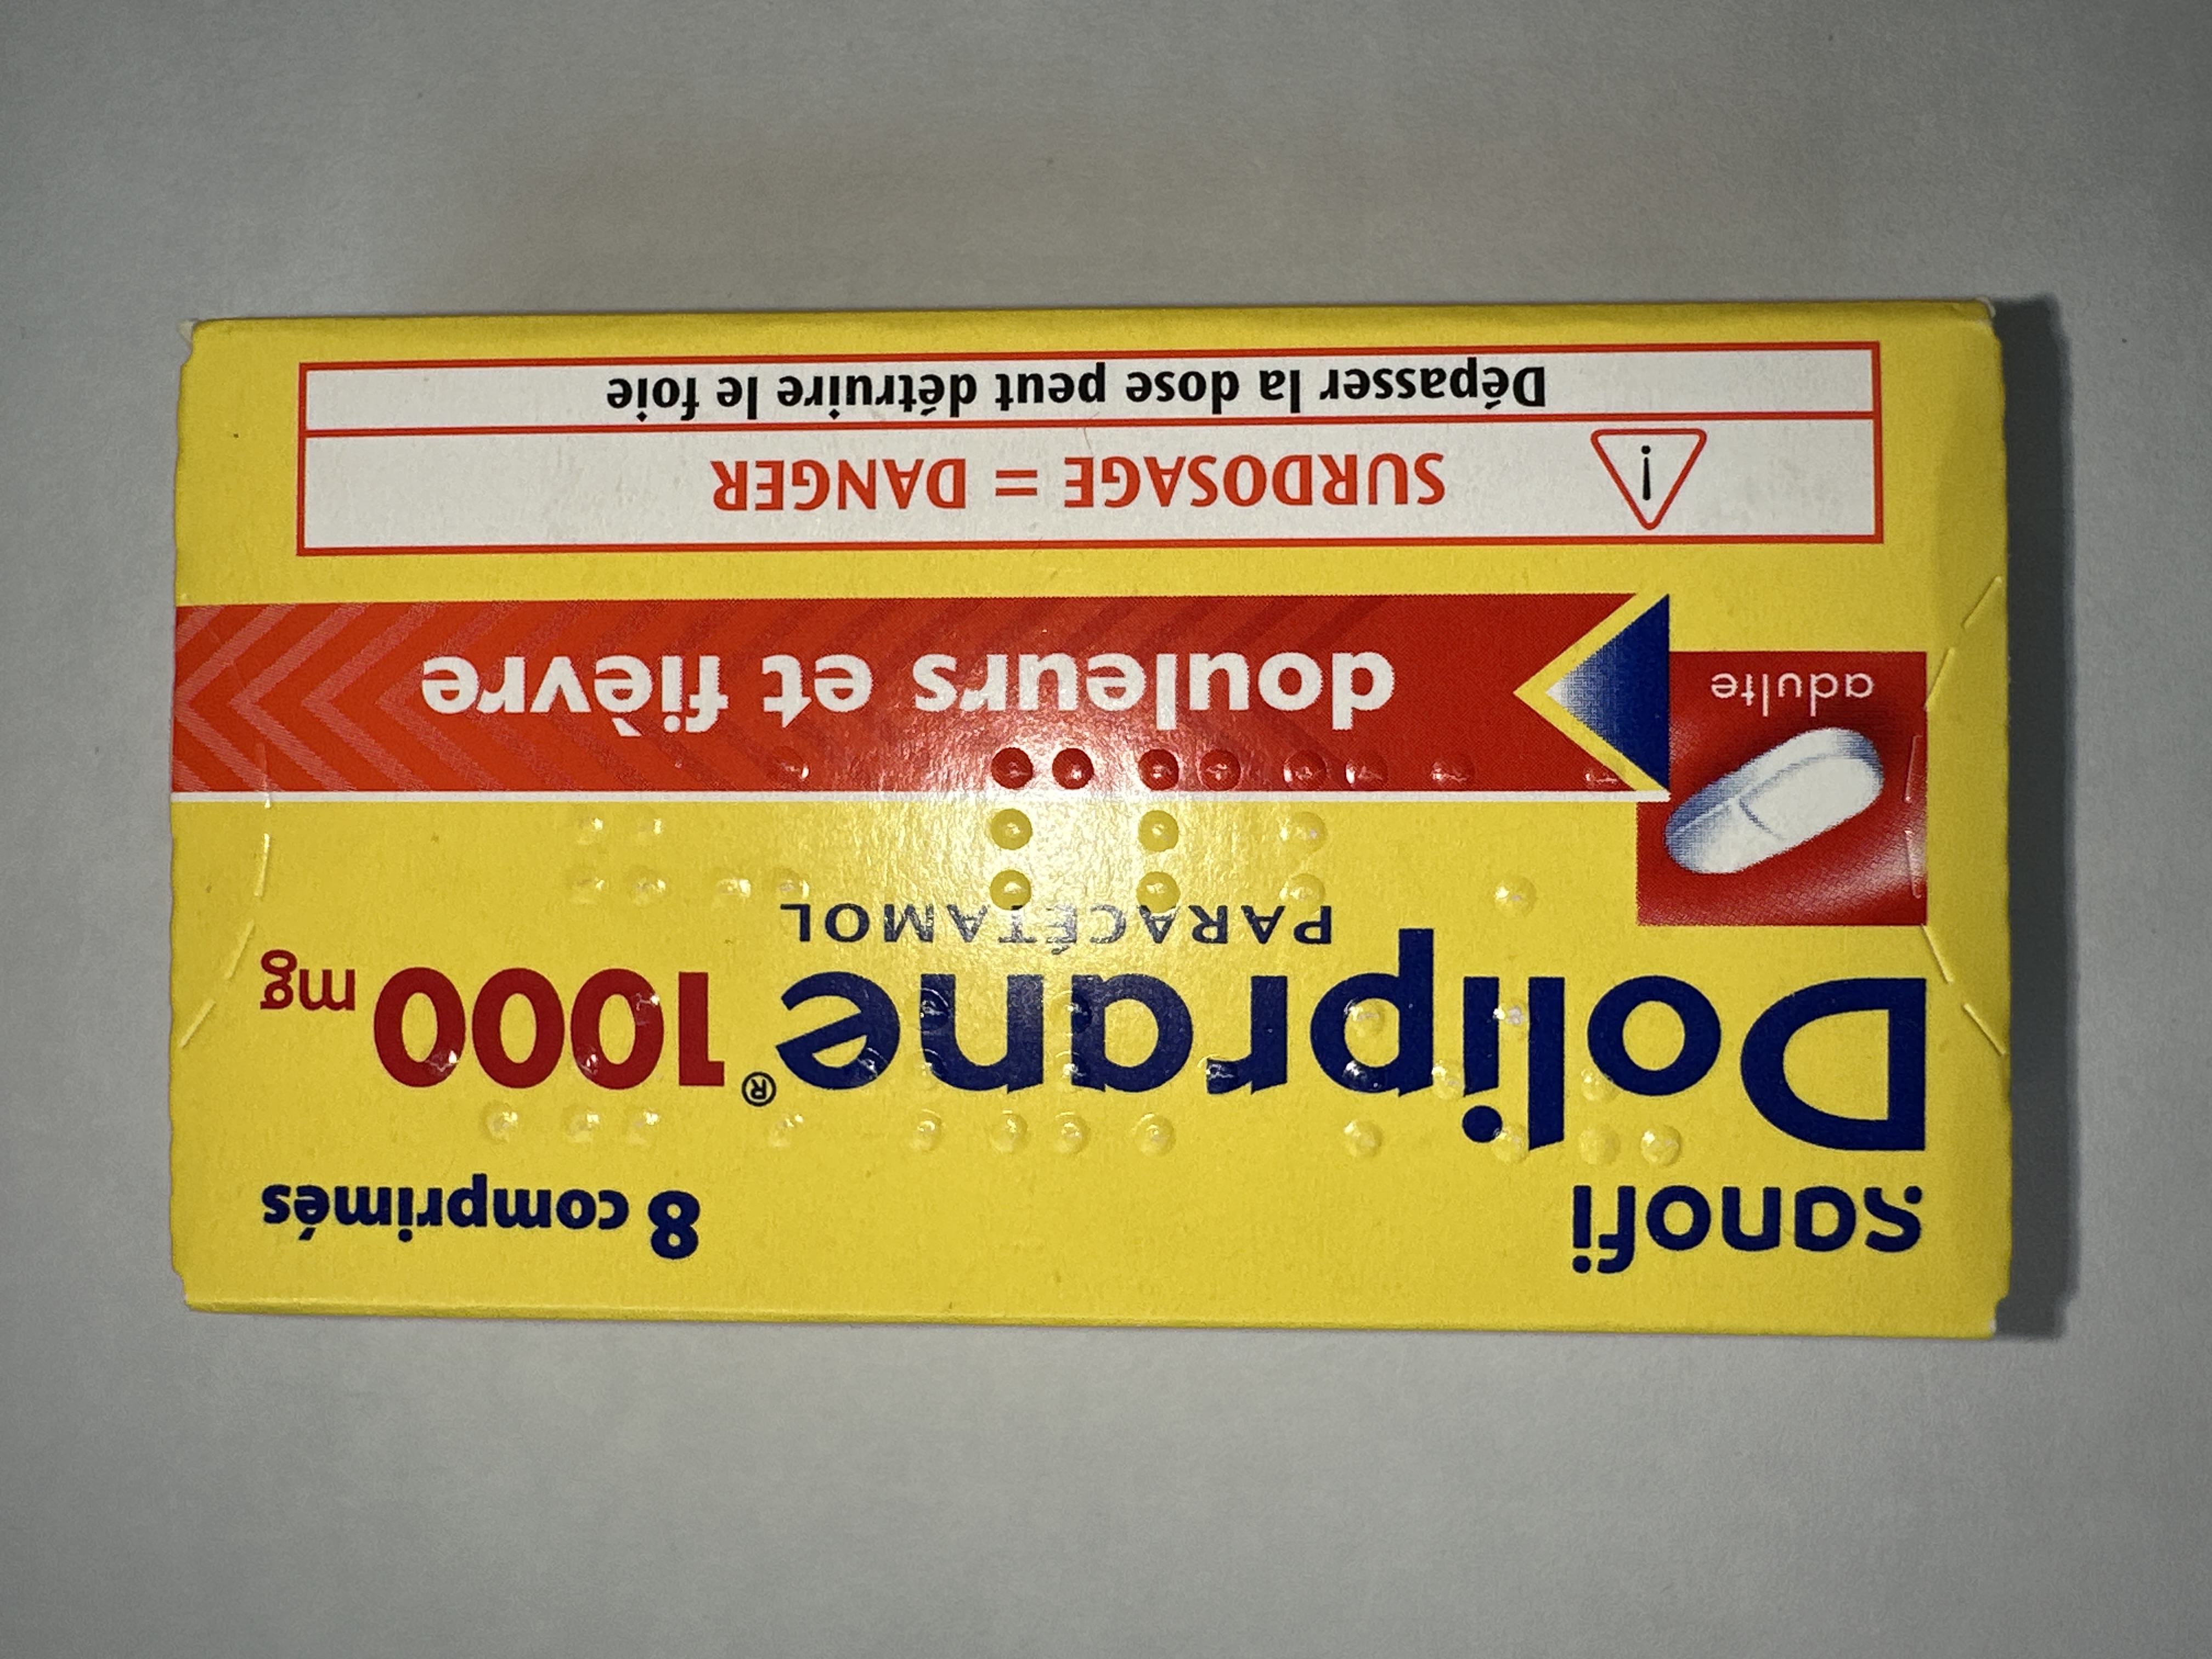 sanofi
8 comprimés
Doliprane® 1000 mg
PARACÉTAMOL
adulte
douleurs et fièvre
! SURDOSAGE = DANGER
Dépasser la dose peut détruire le foie